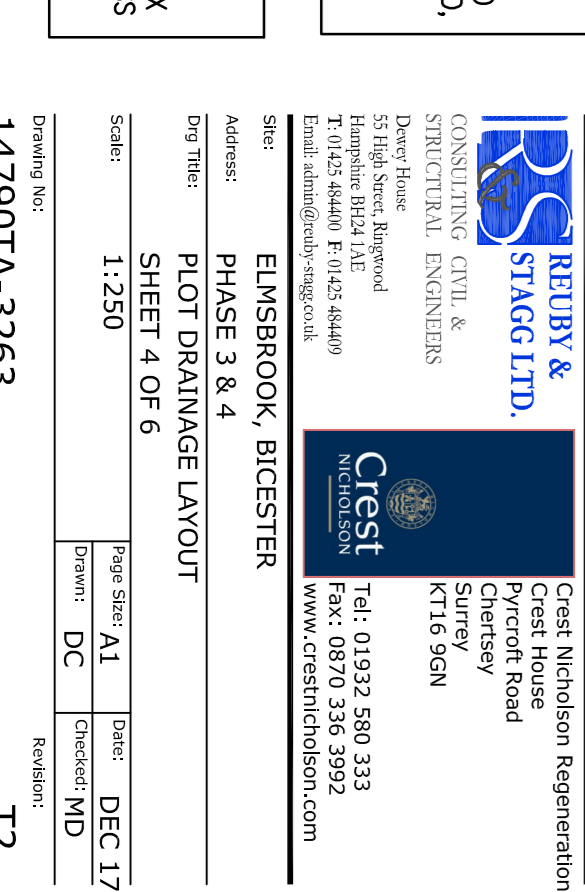 R&S
REUBY &
STAGG LTD.
CONSULTING CIVIL &
STRUCTURAL ENGINEERS
Dewey House
55 High Street, Ringwood
Hampshire BH24 1AE
T: 01425 484400 F: 01425 484409
Email: admin@reuby-stagg.co.uk
Crest
NICHOLSON
Crest Nicholson Regeneration
Crest House
Pyrcroft Road
Chertsey
Surrey
KT16 9GN
Tel: 01932 580 333
Fax: 0870 336 3992
www.crestnicholson.com
Site: ELMSBROOK, BICESTER
Address: PHASE 3 & 4
Drg Title: PLOT DRAINAGE LAYOUT
SHEET 4 OF 6
Scale: 1:250
Page Size: A1
Date: DEC 17
Drawn: DC
Checked: MD
Drawing No: 14790TA-3263
Revision: T2